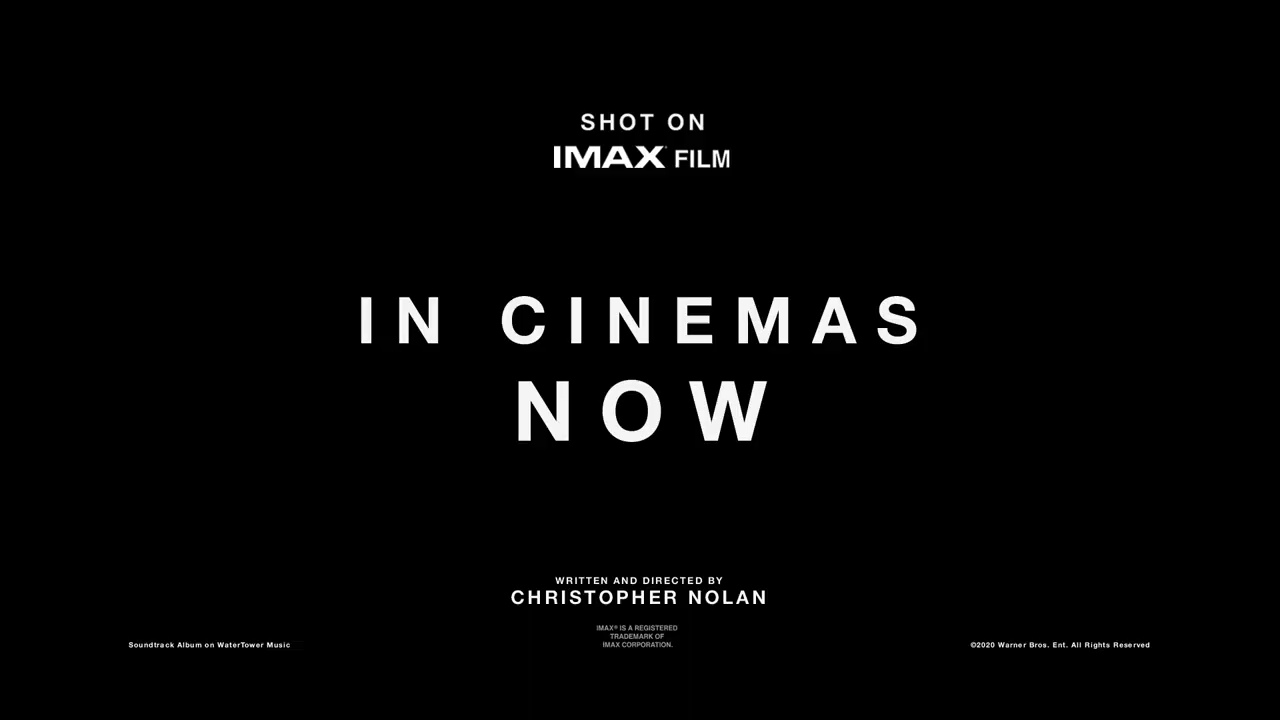 SHOT ON
IMAX® FILM
IN CINEMAS
NOW
WRITTEN AND DIRECTED BY
CHRISTOPHER NOLAN
IMAX® IS A REGISTERED
TRADEMARK OF
IMAX CORPORATION.
Soundtrack Album on WaterTower Music
©2020 Warner Bros. Ent. All Rights Reserved